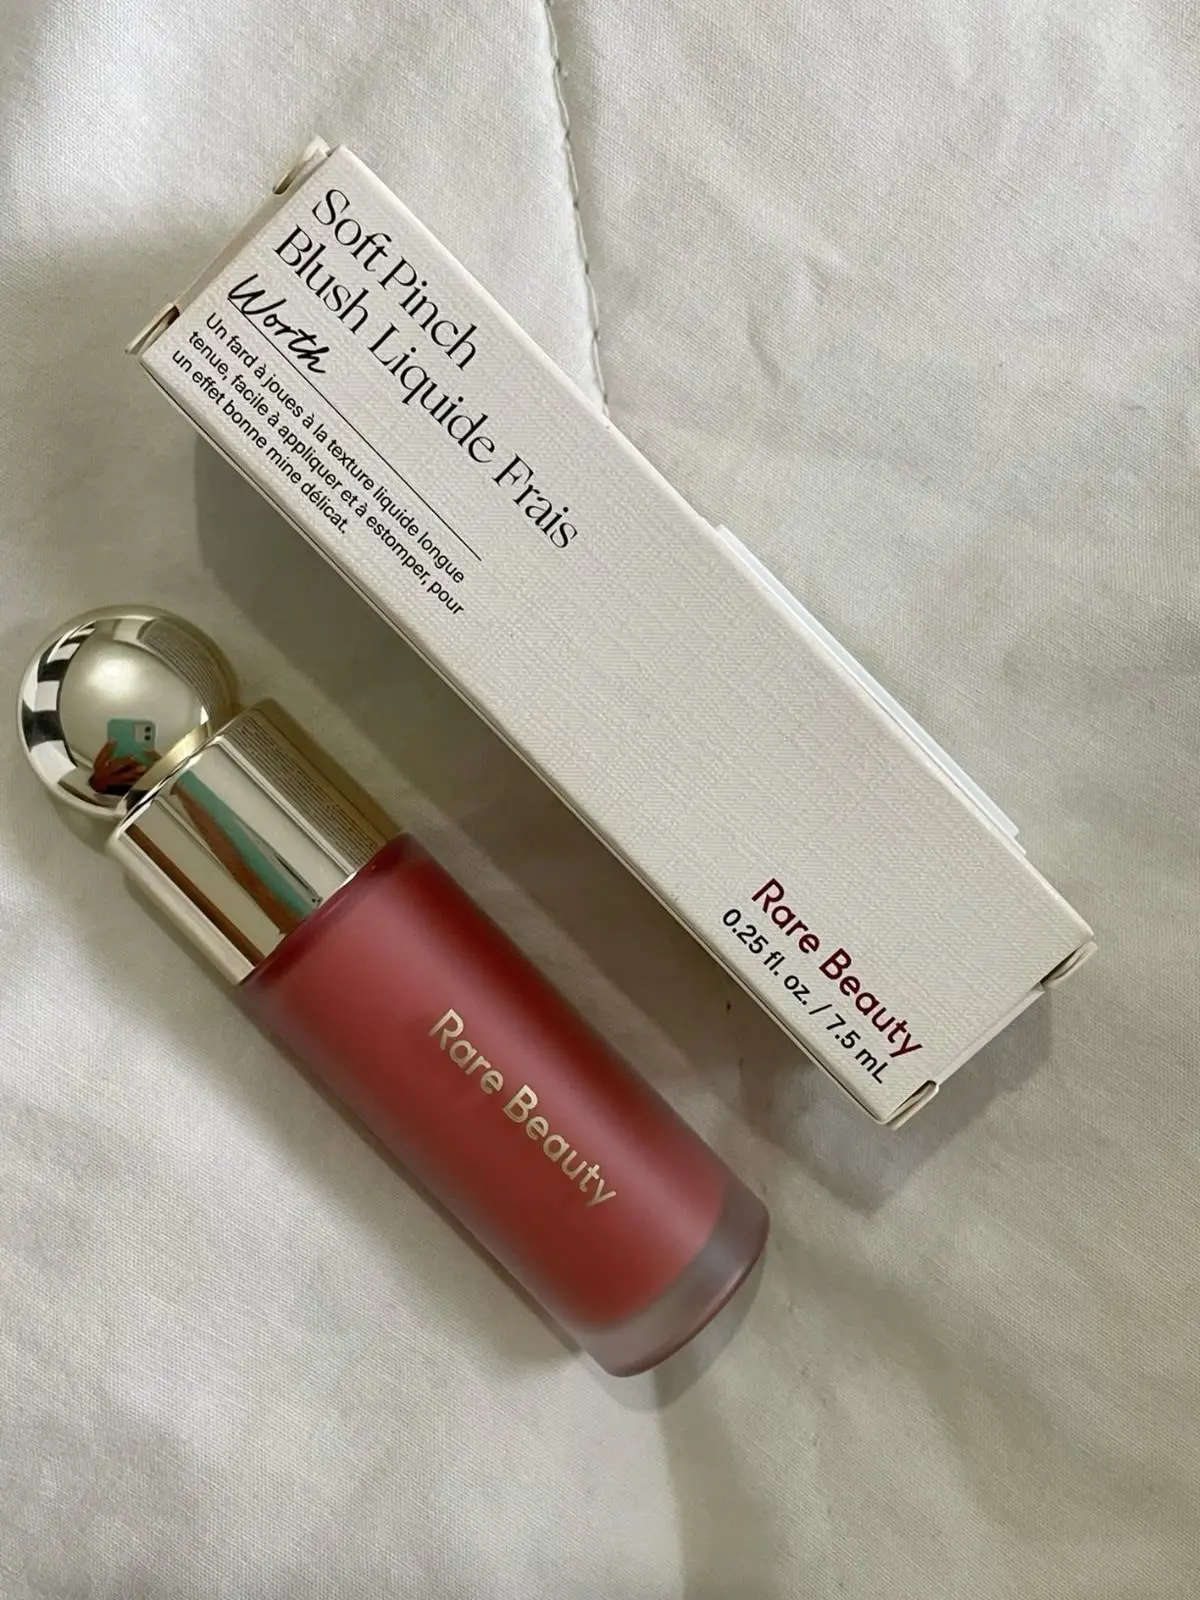 Soft Pinch
Blush Liquide Frais
Worth
Un fard à joues à la texture liquide longue
tenue, facile à appliquer et à estomper, pour
un effet bonne mine délicat.
Rare Beauty
0.25 fl. oz. / 7.5 mL
Rare Beauty